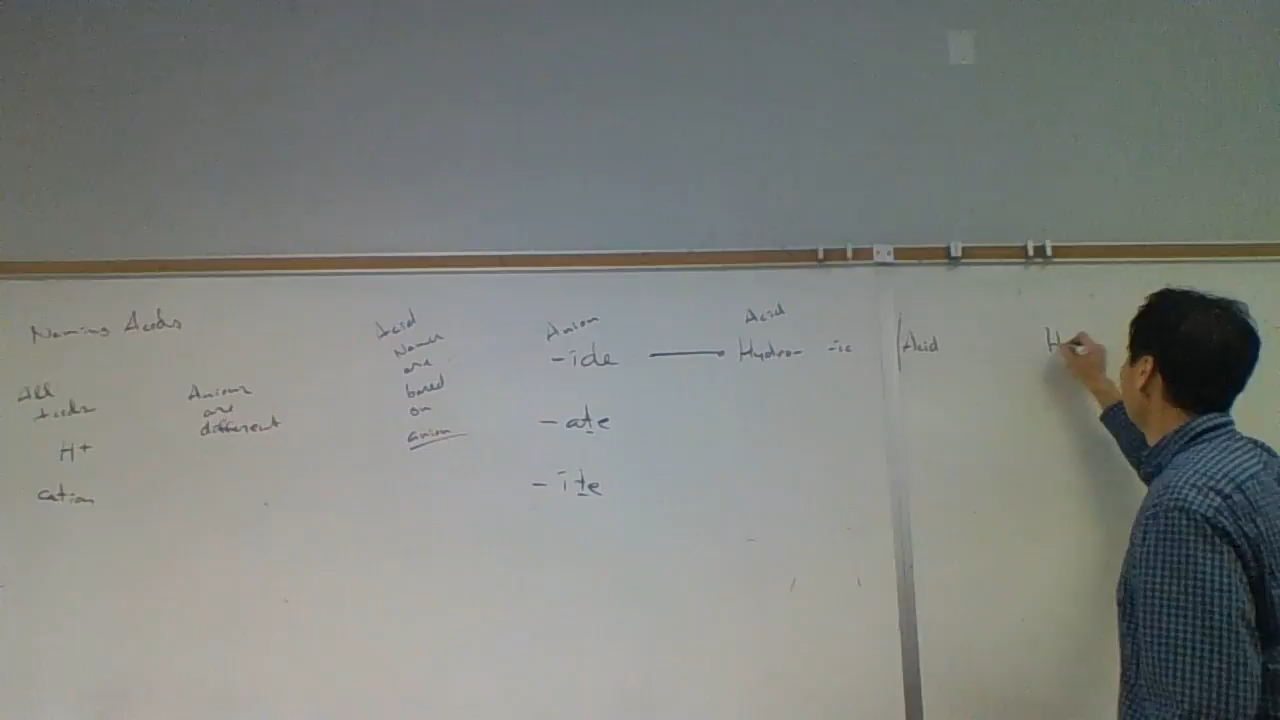 Naming Acids
All
Acids
H+
cation
Anions
are
different
Acid
Names
are
based
on
anion
Anion
-ide
-ate
-ite
Acid
Hydro- -ic Acid
H